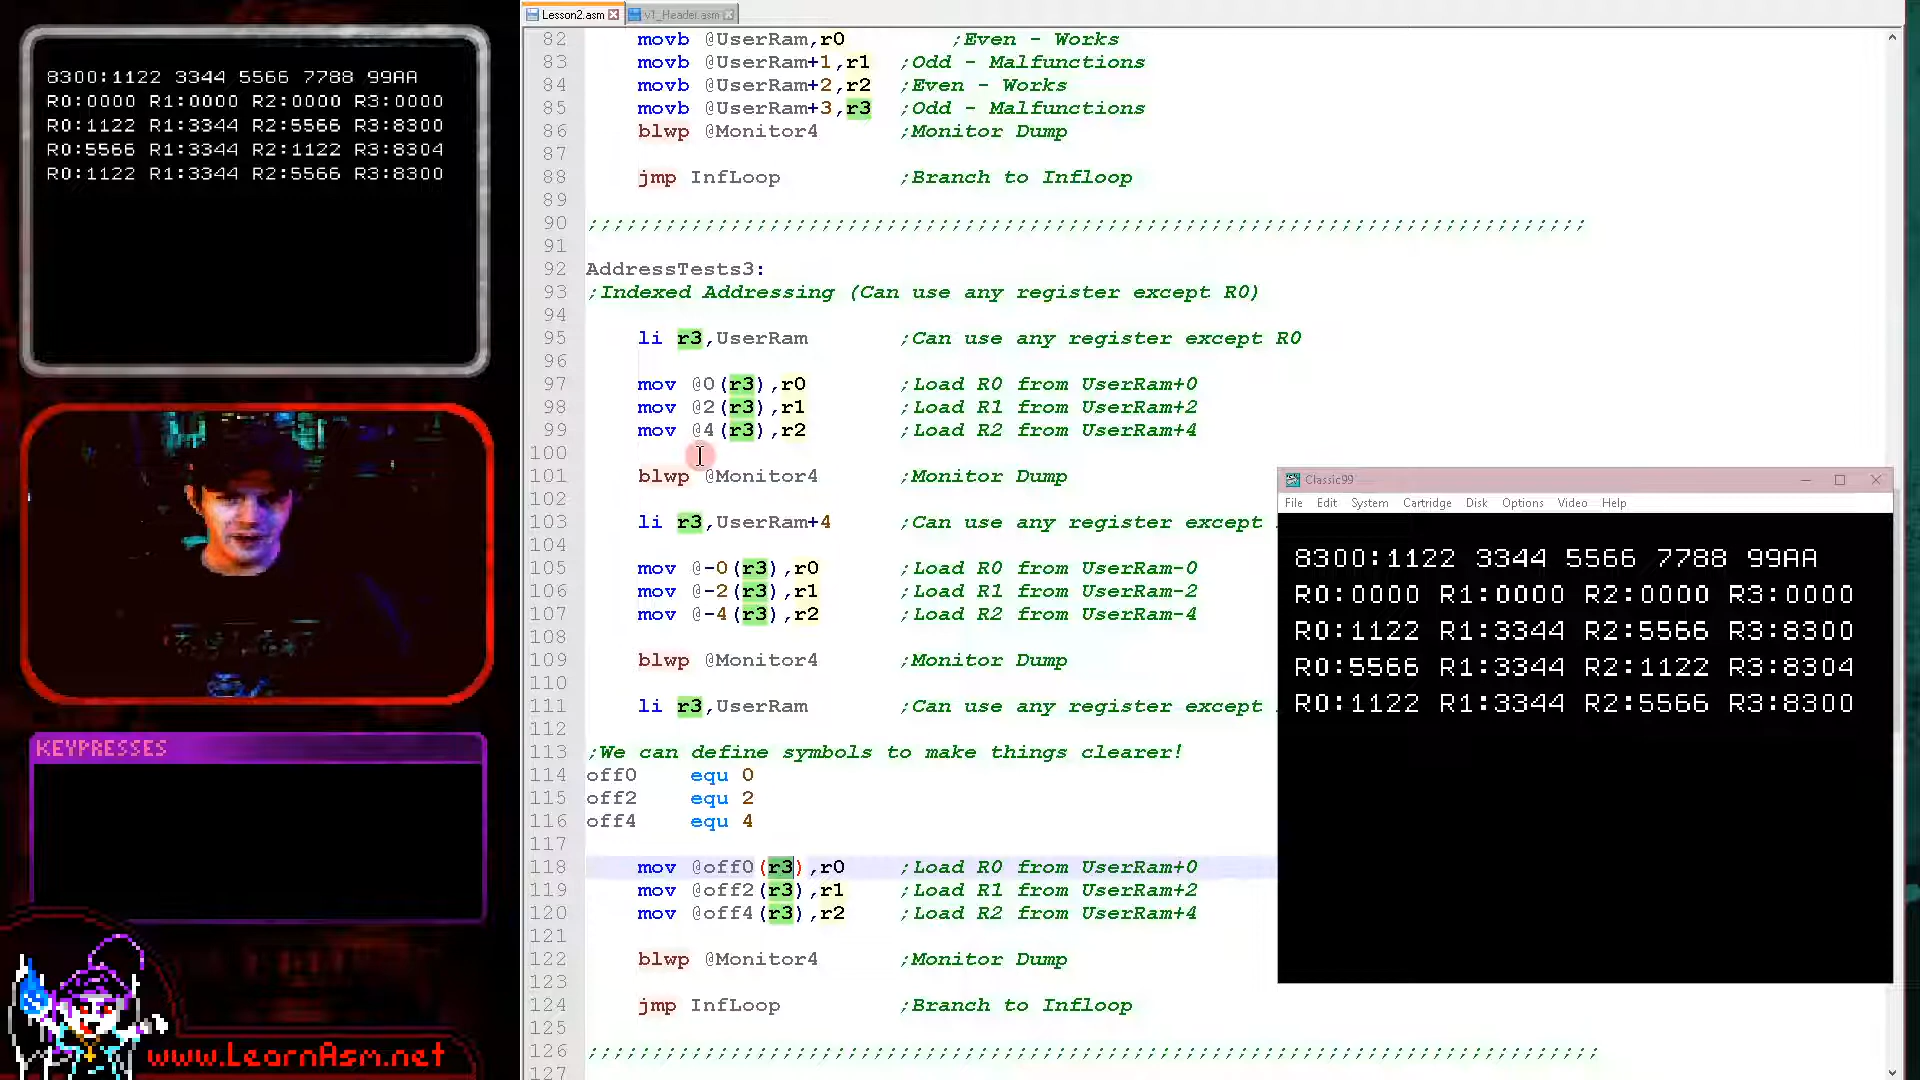 8300:1122 3344 5566 7788 99AA
R0:0000 R1:0000 R2:0000 R3:0000
R0:1122 R1:3344 R2:5566 R3:8300
R0:5566 R1:3344 R2:1122 R3:8304
R0:1122 R1:3344 R2:5566 R3:8300
KEYPRESSES
www.LearnAsm.net
Lesson2.asm
v1_Header.asm
82 movb @UserRam,r0 ;Even - Works
83 movb @UserRam+1,r1 ;Odd - Malfunctions
84 movb @UserRam+2,r2 ;Even - Works
85 movb @UserRam+3,r3 ;Odd - Malfunctions
86 blwp @Monitor4 ;Monitor Dump
87
88 jmp InfLoop ;Branch to Infloop
89
90 ;;;;;;;;;;;;;;;;;;;;;;;;;;;;;;;;;;;;;;;;;;;;;;;;;;;;;;;;;;;;;;;;;;;;;;;;;;;;;
91
92 AddressTests3:
93 ;Indexed Addressing (Can use any register except R0)
94
95 li r3,UserRam ;Can use any register except R0
96
97 mov @0(r3),r0 ;Load R0 from UserRam+0
98 mov @2(r3),r1 ;Load R1 from UserRam+2
99 mov @4(r3),r2 ;Load R2 from UserRam+4
100
101 blwp @Monitor4 ;Monitor Dump
102
103 li r3,UserRam+4 ;Can use any register except
104
105 mov @-0(r3),r0 ;Load R0 from UserRam-0
106 mov @-2(r3),r1 ;Load R1 from UserRam-2
107 mov @-4(r3),r2 ;Load R2 from UserRam-4
108
109 blwp @Monitor4 ;Monitor Dump
110
111 li r3,UserRam ;Can use any register except
112
113 ;We can define symbols to make things clearer!
114 off0 equ 0
115 off2 equ 2
116 off4 equ 4
117
118 mov @off0(r3),r0 ;Load R0 from UserRam+0
119 mov @off2(r3),r1 ;Load R1 from UserRam+2
120 mov @off4(r3),r2 ;Load R2 from UserRam+4
121
122 blwp @Monitor4 ;Monitor Dump
123
124 jmp InfLoop ;Branch to Infloop
125
126 ;;;;;;;;;;;;;;;;;;;;;;;;;;;;;;;;;;;;;;;;;;;;;;;;;;;;;;;;;;;;;;;;;;;;;;;;;;;;;;
127
Classic99
File Edit System Cartridge Disk Options Video Help
8300:1122 3344 5566 7788 99AA
R0:0000 R1:0000 R2:0000 R3:0000
R0:1122 R1:3344 R2:5566 R3:8300
R0:5566 R1:3344 R2:1122 R3:8304
R0:1122 R1:3344 R2:5566 R3:8300